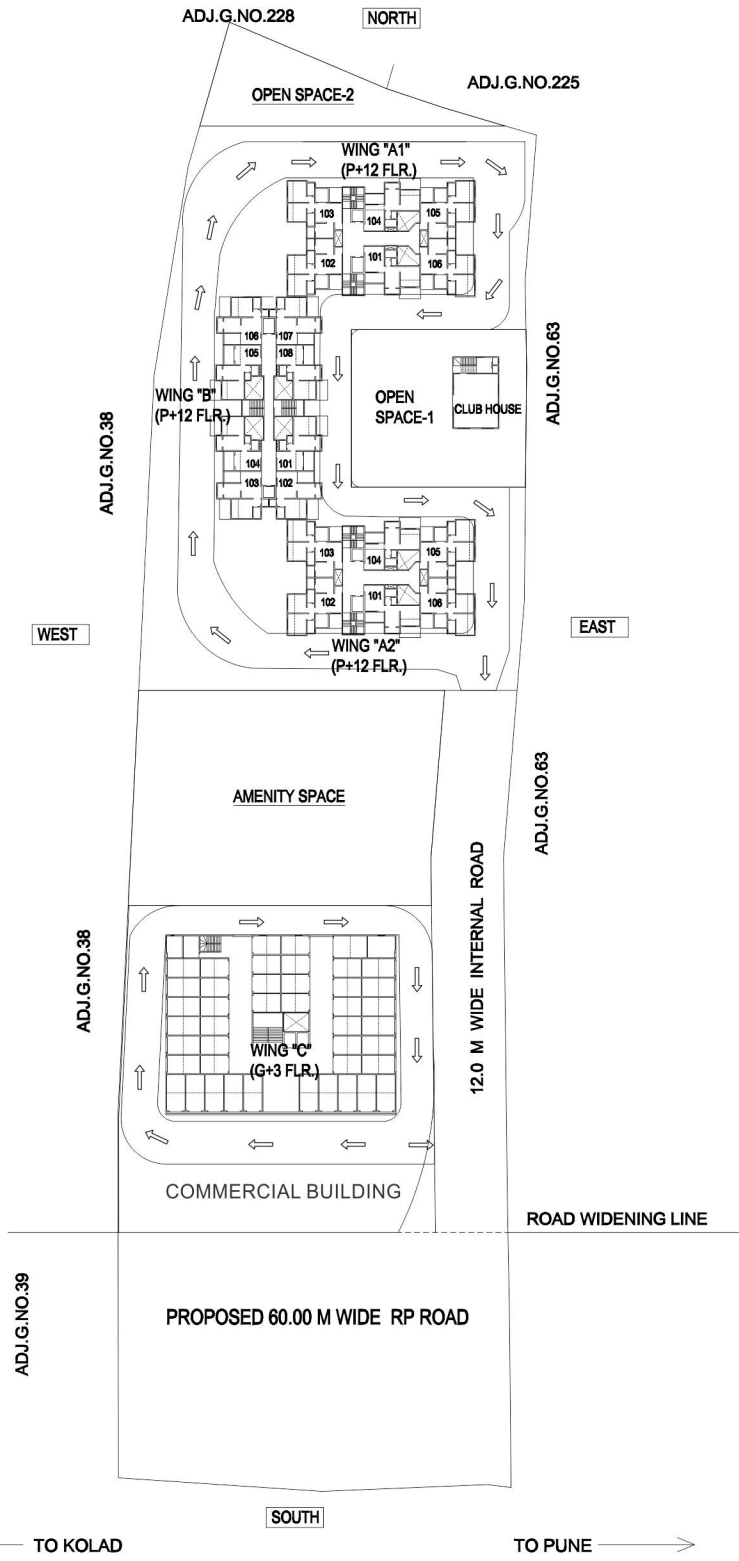 ADJ.G.NO.228
NORTH
ADJ.G.NO.225
OPEN SPACE-2
WING "A1"
(P+12 FLR.)
103
104
105
102
101
106
106
107
105
108
WING "B"
(P+12 FLR.)
104
101
103
102
OPEN
SPACE-1
CLUB HOUSE
ADJ.G.NO.63
ADJ.G.NO.38
103
104
105
102
101
106
WING "A2"
(P+12 FLR.)
WEST
EAST
AMENITY SPACE
ADJ.G.NO.63
12.0 M WIDE INTERNAL ROAD
ADJ.G.NO.38
WING "C"
(G+3 FLR.)
COMMERCIAL BUILDING
ROAD WIDENING LINE
ADJ.G.NO.39
PROPOSED 60.00 M WIDE RP ROAD
SOUTH
TO KOLAD
TO PUNE